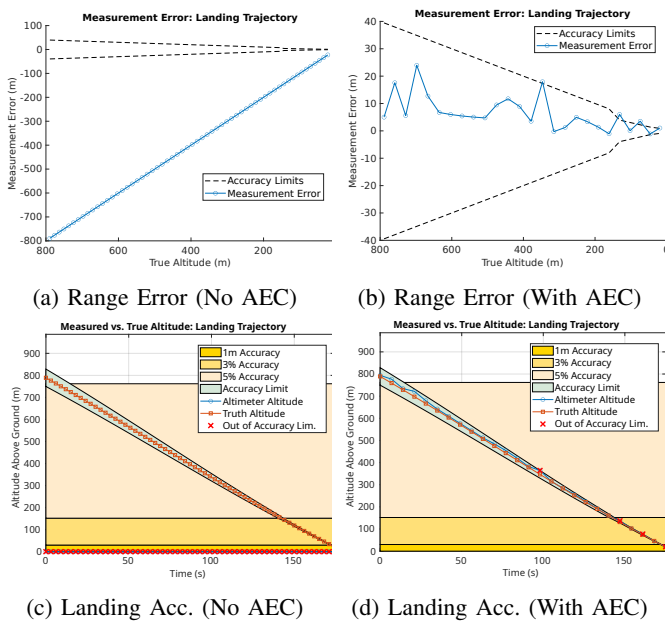 Measurement Error: Landing Trajectory
100
0
-100
-200
-300
-400
-500
-600
-700
-800
Measurement Error (m)
Accuracy Limits
Measurement Error
800
600
400
200
True Altitude (m)
(a) Range Error (No AEC)
Measurement Error: Landing Trajectory
40
30
20
10
0
-10
-20
-30
-40
Measurement Error (m)
Accuracy Limits
Measurement Error
800
600
400
200
0
True Altitude (m)
(b) Range Error (With AEC)
Measured vs. True Altitude: Landing Trajectory
900
800
700
600
500
400
300
200
100
0
Altitude Above Ground (m)
1m Accuracy
3% Accuracy
5% Accuracy
Accuracy Limit
Altimeter Altitude
Truth Altitude
Out of Accuracy Lim.
0
50
100
150
Time (s)
(c) Landing Acc. (No AEC)
Measured vs. True Altitude: Landing Trajectory
900
800
700
600
500
400
300
200
100
0
Altitude Above Ground (m)
1m Accuracy
3% Accuracy
5% Accuracy
Accuracy Limit
Altimeter Altitude
Truth Altitude
Out of Accuracy Lim.
0
50
100
150
Time (s)
(d) Landing Acc. (With AEC)